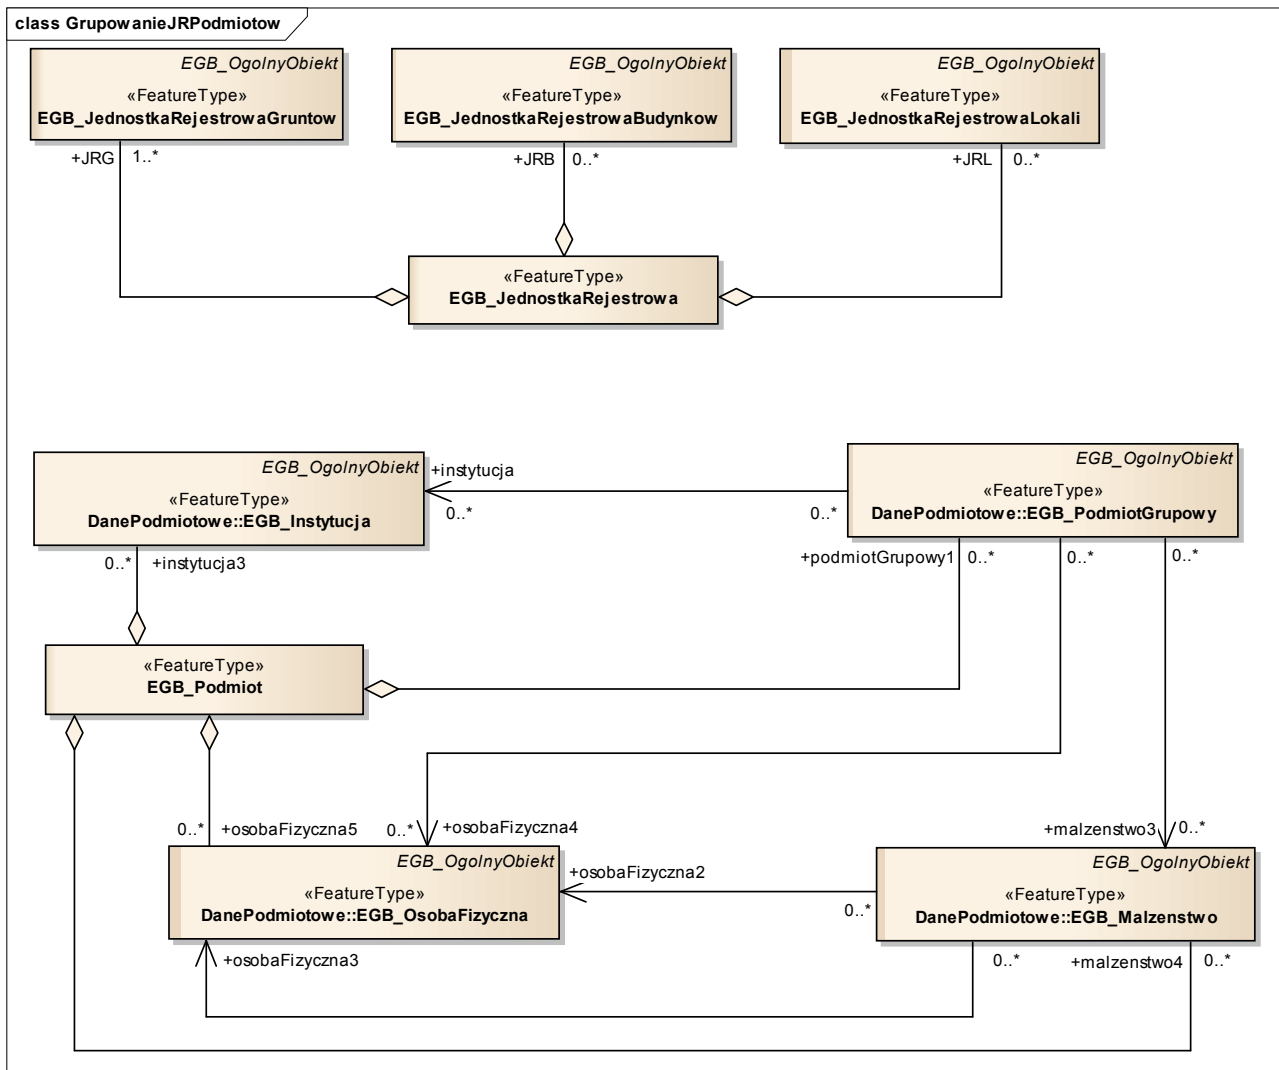 class GrupowanieJRPodmiotow
EGB_OgolnyObiekt
«FeatureType»
EGB_JednostkaRejestrowaGruntow
EGB_OgolnyObiekt
«FeatureType»
EGB_JednostkaRejestrowaBudynkow
EGB_OgolnyObiekt
«FeatureType»
EGB_JednostkaRejestrowaLokali
+JRG 1..*
+JRB 0..*
+JRL 0..*
«FeatureType»
EGB_JednostkaRejestrowa
EGB_OgolnyObiekt
«FeatureType»
DanePodmiotowe::EGB_Instytucja
+instytucja
0..*
0..*
EGB_OgolnyObiekt
«FeatureType»
DanePodmiotowe::EGB_PodmiotGrupowy
0..* +instytucja3
+podmiotGrupowy1 0..*
0..*
0..*
«FeatureType»
EGB_Podmiot
0..* +osobaFizyczna5
0..* +osobaFizyczna4
+malzenstwo3 0..*
EGB_OgolnyObiekt
«FeatureType»
DanePodmiotowe::EGB_OsobaFizyczna
+osobaFizyczna2
0..*
EGB_OgolnyObiekt
«FeatureType»
DanePodmiotowe::EGB_Malzenstwo
+osobaFizyczna3
0..*
+malzenstwo4 0..*